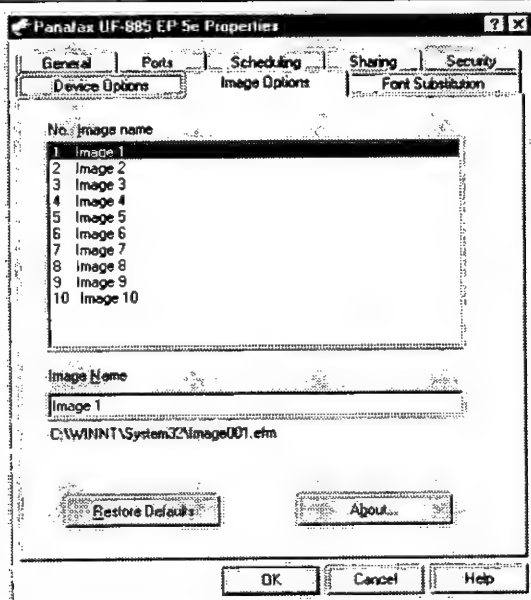 Panafax UF-885 EP 5e Properties
General Ports Scheduling Sharing Security
Device Options Image Options Font Substitution
No. Image name
1 Image 1
2 Image 2
3 Image 3
4 Image 4
5 Image 5
6 Image 6
7 Image 7
8 Image 8
9 Image 9
10 Image 10
Image Name
Image 1
C:\WINNT\System32\Image001.efm
Restore Defaults About...
OK Cancel Help